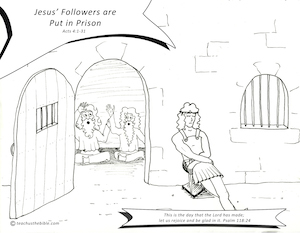 Jesus' Followers are
Put in Prison
Acts 4:1-31
This is the day that the Lord has made;
let us rejoice and be glad in it. Psalm 118:24
©teachusthebible.com